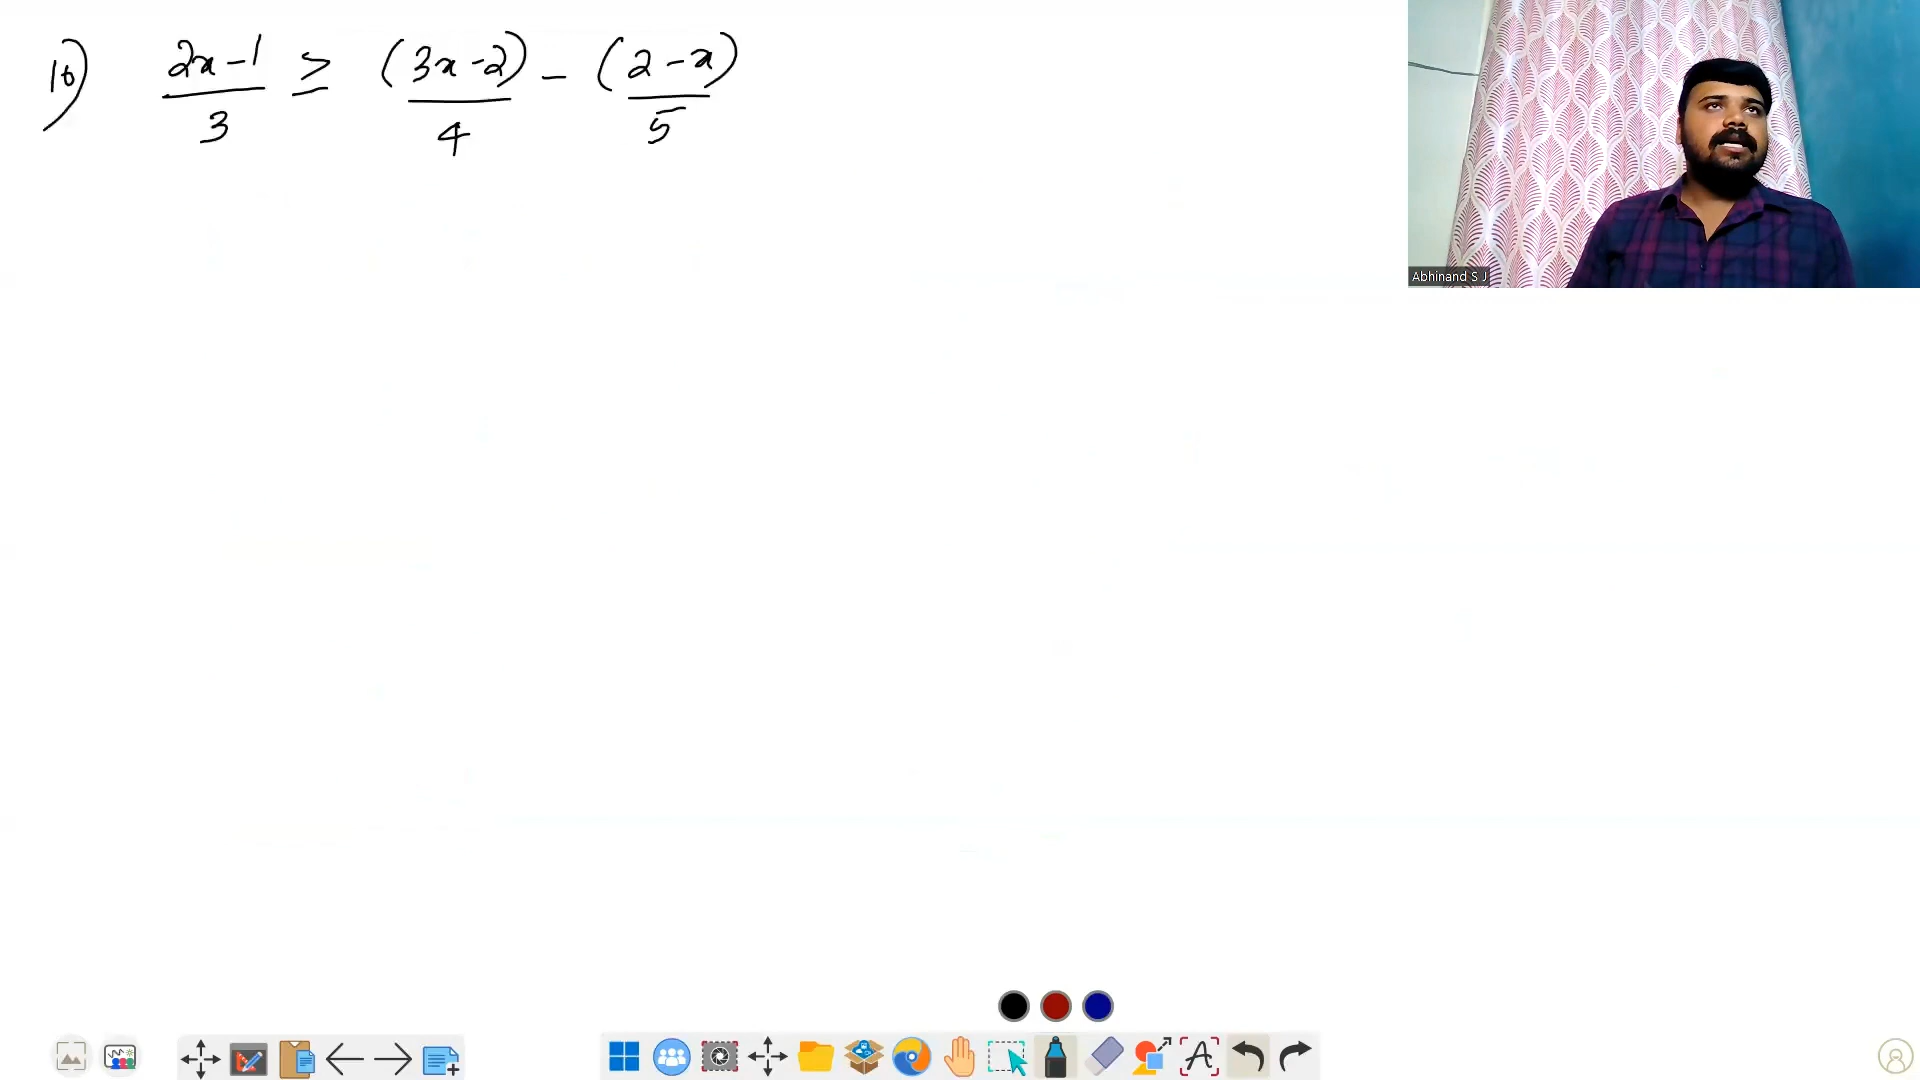 16) (2x-1)/3 ≥ (3x-2)/4 - (2-x)/5
Abhinand S J